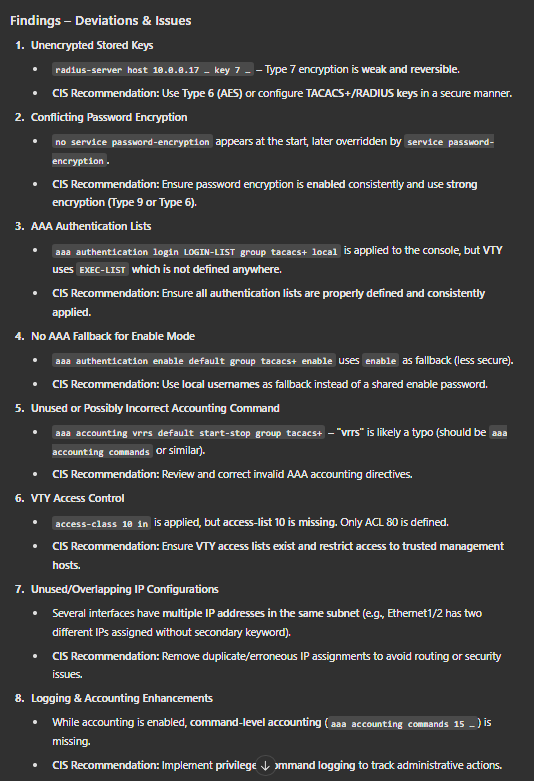 Findings – Deviations & Issues
1. Unencrypted Stored Keys
• radius-server host 10.0.0.17 … key 7 … – Type 7 encryption is weak and reversible.
• CIS Recommendation: Use Type 6 (AES) or configure TACACS+/RADIUS keys in a secure manner.
2. Conflicting Password Encryption
• no service password-encryption appears at the start, later overridden by service password-
encryption .
• CIS Recommendation: Ensure password encryption is enabled consistently and use strong
encryption (Type 9 or Type 6).
3. AAA Authentication Lists
• aaa authentication login LOGIN-LIST group tacacs+ local is applied to the console, but VTY
uses EXEC-LIST which is not defined anywhere.
• CIS Recommendation: Ensure all authentication lists are properly defined and consistently
applied.
4. No AAA Fallback for Enable Mode
• aaa authentication enable default group tacacs+ enable uses enable as fallback (less secure).
• CIS Recommendation: Use local usernames as fallback instead of a shared enable password.
5. Unused or Possibly Incorrect Accounting Command
• aaa accounting vrrs default start-stop group tacacs+ – "vrrs" is likely a typo (should be aaa
accounting commands or similar).
• CIS Recommendation: Review and correct invalid AAA accounting directives.
6. VTY Access Control
• access-class 10 in is applied, but access-list 10 is missing. Only ACL 80 is defined.
• CIS Recommendation: Ensure VTY access lists exist and restrict access to trusted management
hosts.
7. Unused/Overlapping IP Configurations
• Several interfaces have multiple IP addresses in the same subnet (e.g., Ethernet1/2 has two
different IPs assigned without secondary keyword).
• CIS Recommendation: Remove duplicate/erroneous IP assignments to avoid routing or security
issues.
8. Logging & Accounting Enhancements
• While accounting is enabled, command-level accounting ( aaa accounting commands 15 … ) is
missing.
• CIS Recommendation: Implement privilege ommand logging to track administrative actions.